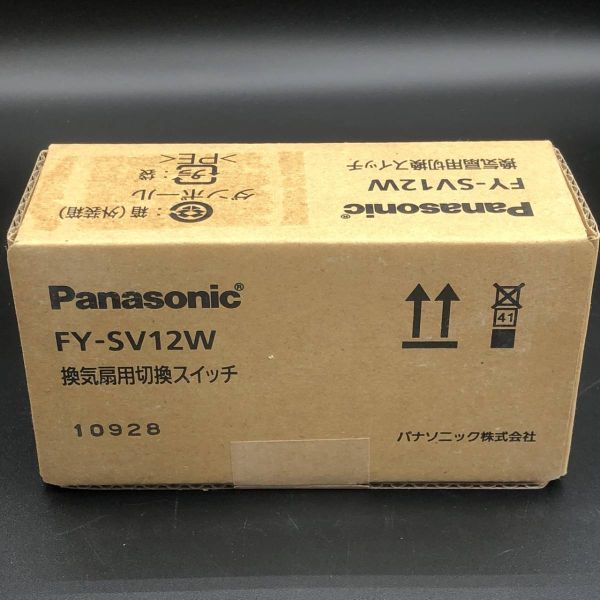 Panasonic®
FY-SV12W
換気扇用切換スイッチ
ダンボール
:箱(外装箱)
プラ
:袋
>PE<
Panasonic®
FY-SV12W
換気扇用切換スイッチ
10928
41
パナソニック株式会社